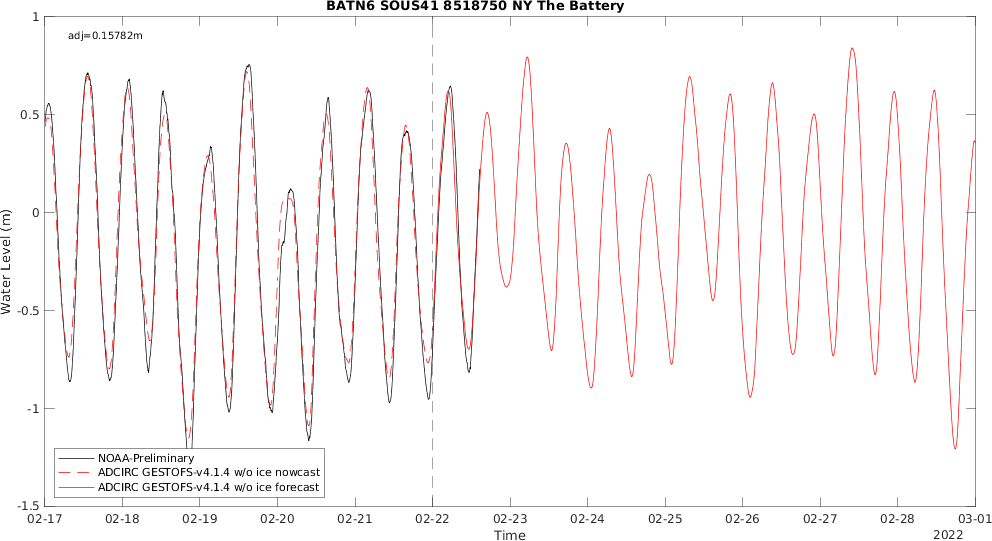 BATN6 SOUS41 8518750 NY The Battery
adj=0.15782m
1
0.5
0
-0.5
-1
-1.5
Water Level (m)
NOAA-Preliminary
ADCIRC GESTOFS-v4.1.4 w/o ice nowcast
ADCIRC GESTOFS-v4.1.4 w/o ice forecast
02-17 02-18 02-19 02-20 02-21 02-22 02-23 02-24 02-25 02-26 02-27 02-28 03-01
Time
2022